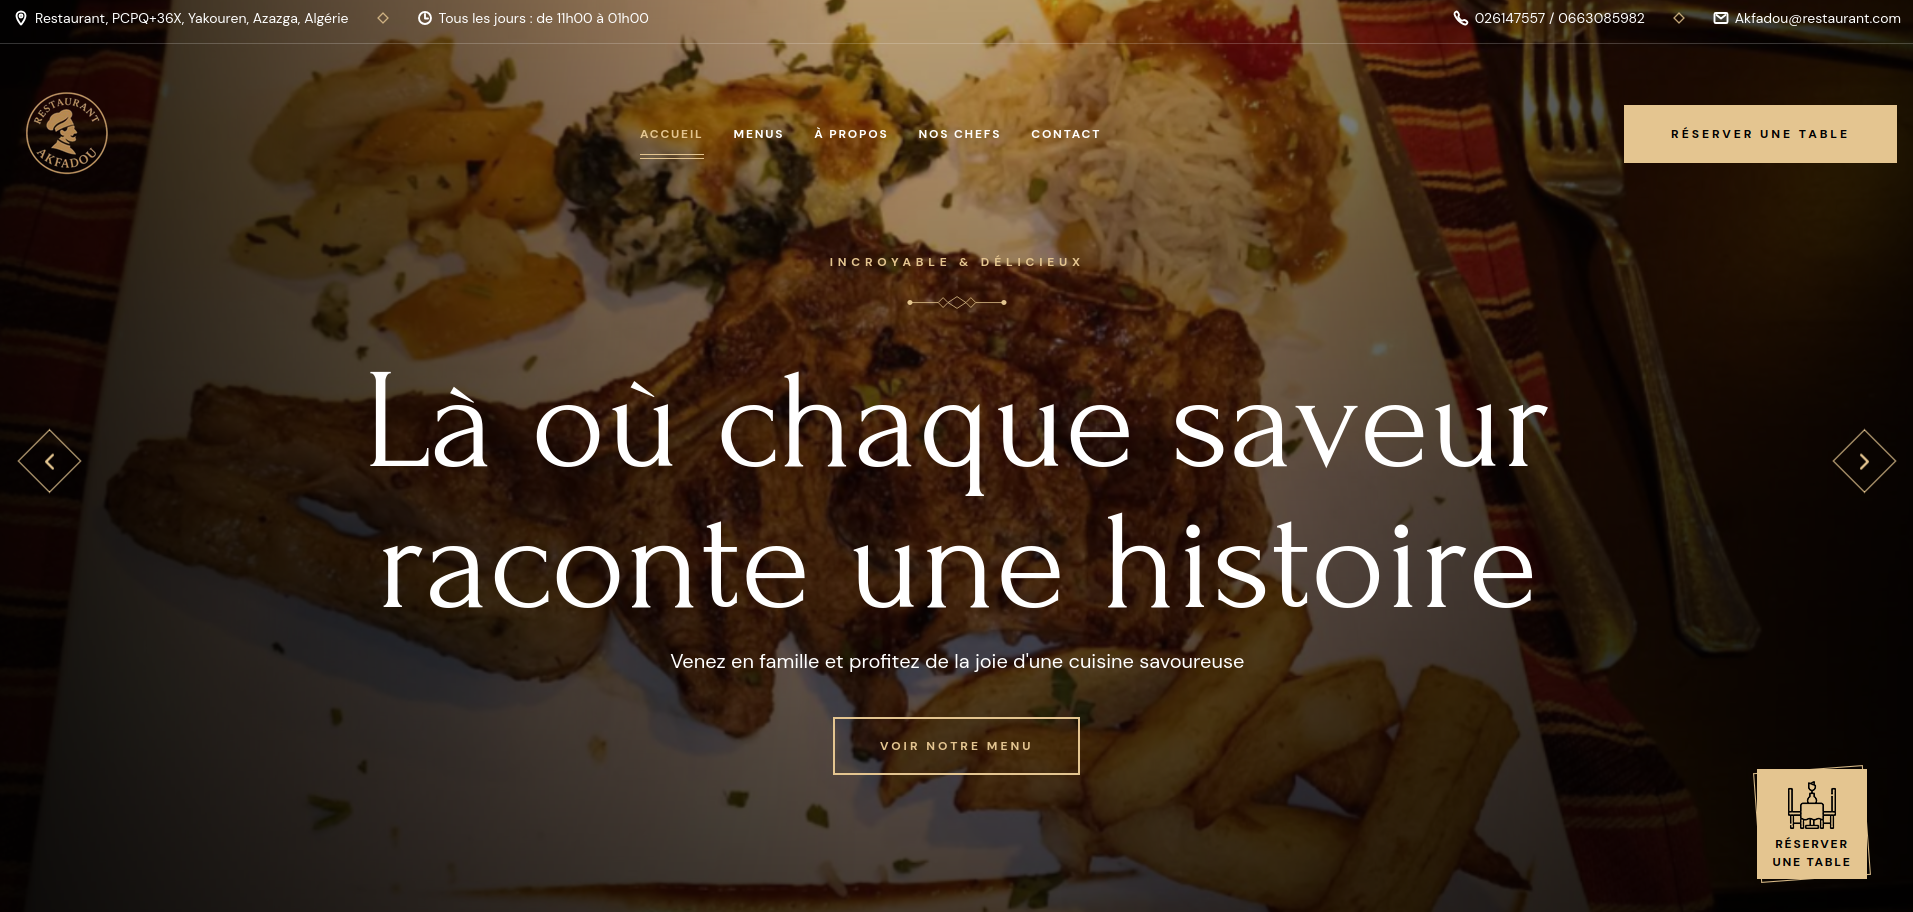 Restaurant, PCPQ+36X, Yakouren, Azazga, Algérie
Tous les jours : de 11h00 à 01h00
026147557 / 0663085982
Akfadou@restaurant.com
RESTAURANT
AKFADOU
ACCUEIL
MENUS
À PROPOS
NOS CHEFS
CONTACT
RÉSERVER UNE TABLE
INCROYABLE & DÉLICIEUX
Là où chaque saveur
raconte une histoire
Venez en famille et profitez de la joie d'une cuisine savoureuse
VOIR NOTRE MENU
RÉSERVER
UNE TABLE